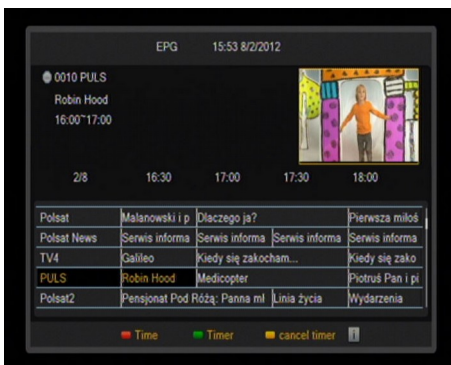 EPG 15:53 8/2/2012
0010 PULS
Robin Hood
16:00~17:00
2/8 16:30 17:00 17:30 18:00
Polsat Malanowski i p Dlaczego ja? Pierwsza miłoś
Polsat News Serwis informa Serwis informa Serwis informa Serwis informa
TV4 Galileo Kiedy się zakocham... Kiedy się zako
PULS Robin Hood Medicopter Piotruś Pan i pi
Polsat2 Pensjonat Pod Różą: Panna mł Linia życia Wydarzenia
Time Timer cancel timer i